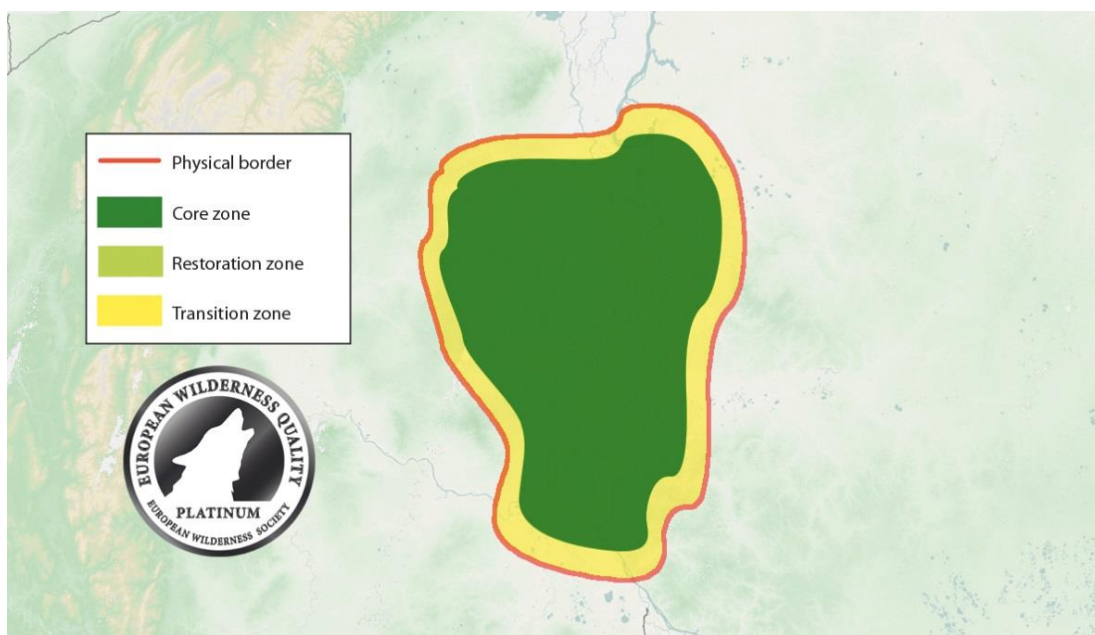 Physical border
Core zone
Restoration zone
Transition zone
EUROPEAN WILDERNESS QUALITY
PLATINUM
EUROPEAN WILDERNESS SOCIETY